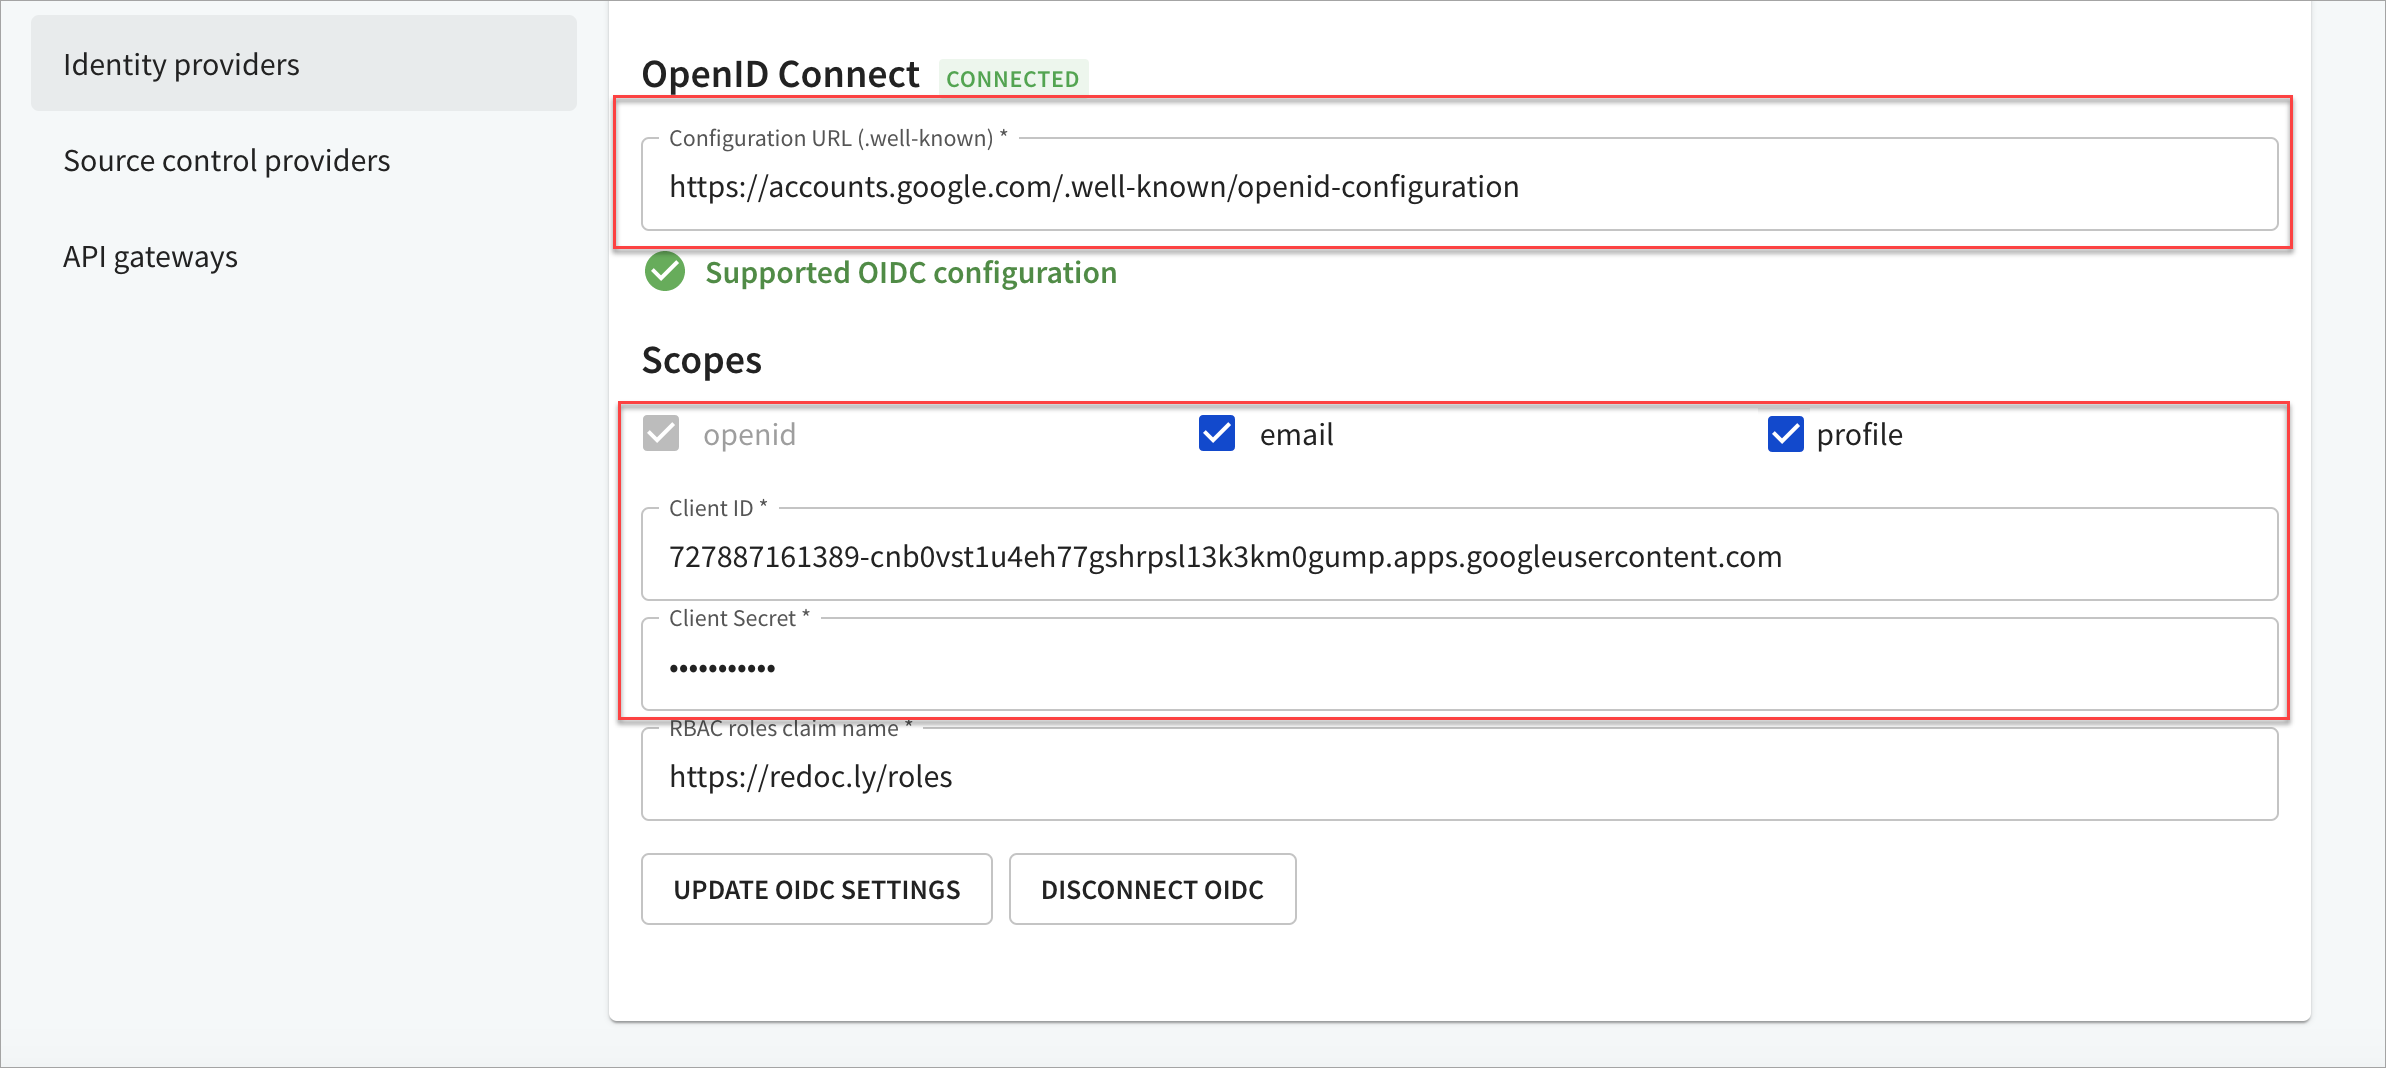 Identity providers
Source control providers
API gateways
OpenID Connect CONNECTED
Configuration URL (.well-known) *
https://accounts.google.com/.well-known/openid-configuration
Supported OIDC configuration
Scopes
openid email profile
Client ID *
727887161389-cnb0vst1u4eh77gshrpsl13k3km0gump.apps.googleusercontent.com
Client Secret *
•••••••••••
RBAC roles claim name *
https://redoc.ly/roles
UPDATE OIDC SETTINGS DISCONNECT OIDC